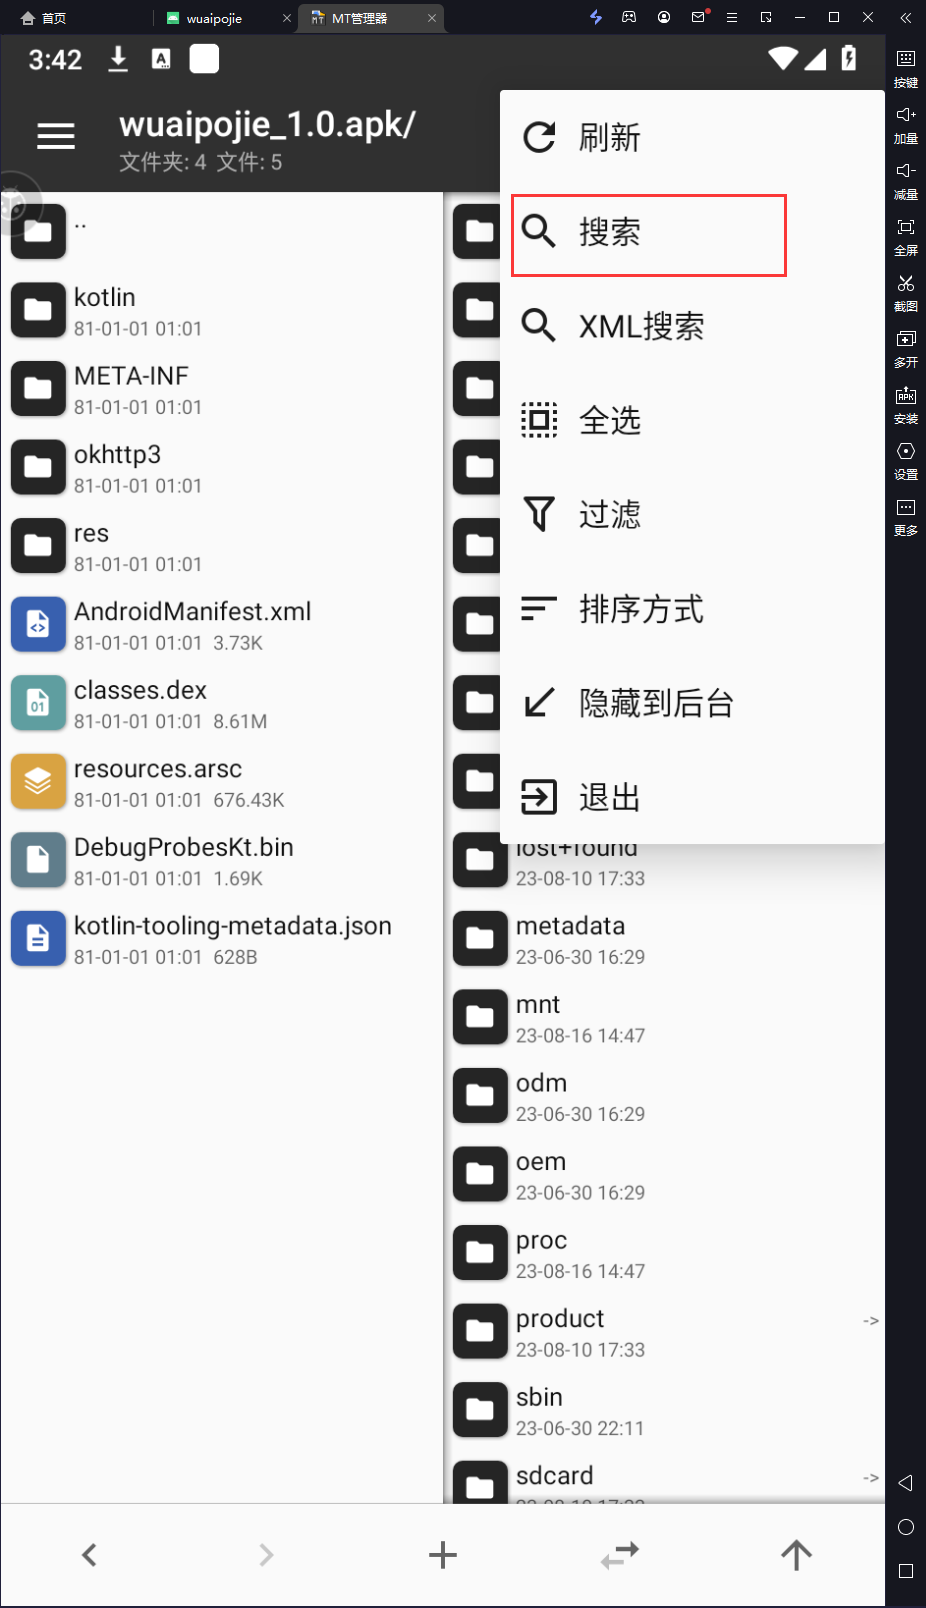 首页
wuaipojie
MT管理器
3:42
A
wuaipojie_1.0.apk/
文件夹: 4 文件: 5
..
kotlin
81-01-01 01:01
META-INF
81-01-01 01:01
okhttp3
81-01-01 01:01
res
81-01-01 01:01
AndroidManifest.xml
81-01-01 01:01 3.73K
01
classes.dex
81-01-01 01:01 8.61M
resources.arsc
81-01-01 01:01 676.43K
DebugProbesKt.bin
81-01-01 01:01 1.69K
kotlin-tooling-metadata.json
81-01-01 01:01 628B
刷新
搜索
XML搜索
全选
过滤
排序方式
隐藏到后台
退出
lost+found
23-08-10 17:33
metadata
23-06-30 16:29
mnt
23-08-16 14:47
odm
23-06-30 16:29
oem
23-06-30 16:29
proc
23-08-16 14:47
product
->
23-08-10 17:33
sbin
23-06-30 22:11
sdcard
->
按键
加量
减量
全屏
截图
多开
APK
安装
设置
更多